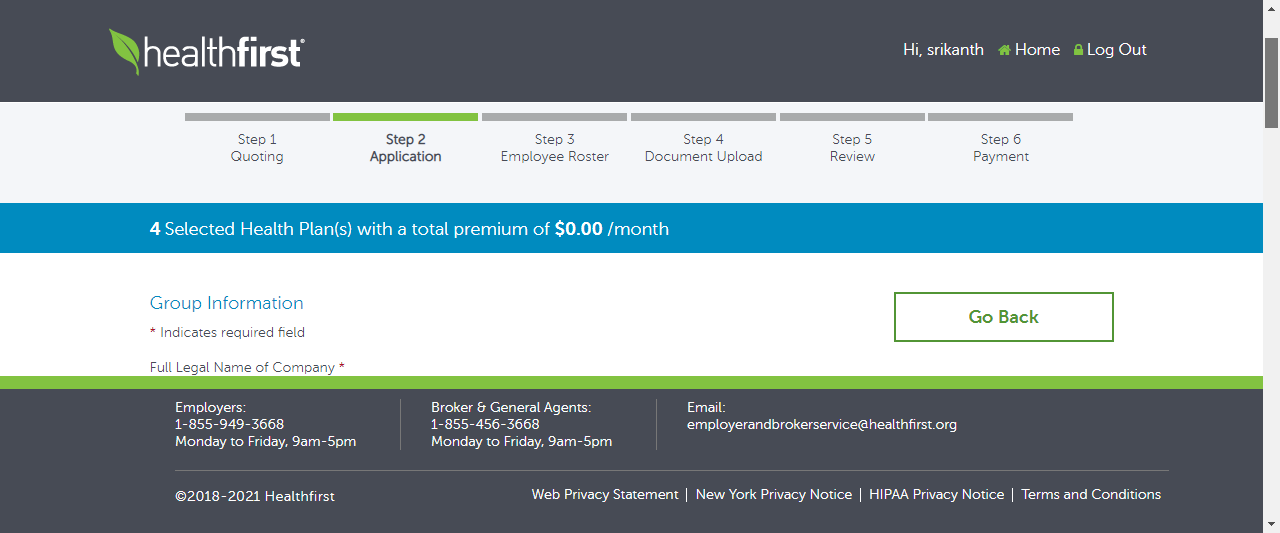 healthfirst®
Hi, srikanth Home Log Out
Step 1
Quoting
Step 2
Application
Step 3
Employee Roster
Step 4
Document Upload
Step 5
Review
Step 6
Payment
4 Selected Health Plan(s) with a total premium of $0.00 /month
Group Information
Go Back
* Indicates required field
Full Legal Name of Company *
Employers:
1-855-949-3668
Monday to Friday, 9am-5pm
Broker & General Agents:
1-855-456-3668
Monday to Friday, 9am-5pm
Email:
employerandbrokerservice@healthfirst.org
©2018-2021 Healthfirst
Web Privacy Statement | New York Privacy Notice | HIPAA Privacy Notice | Terms and Conditions